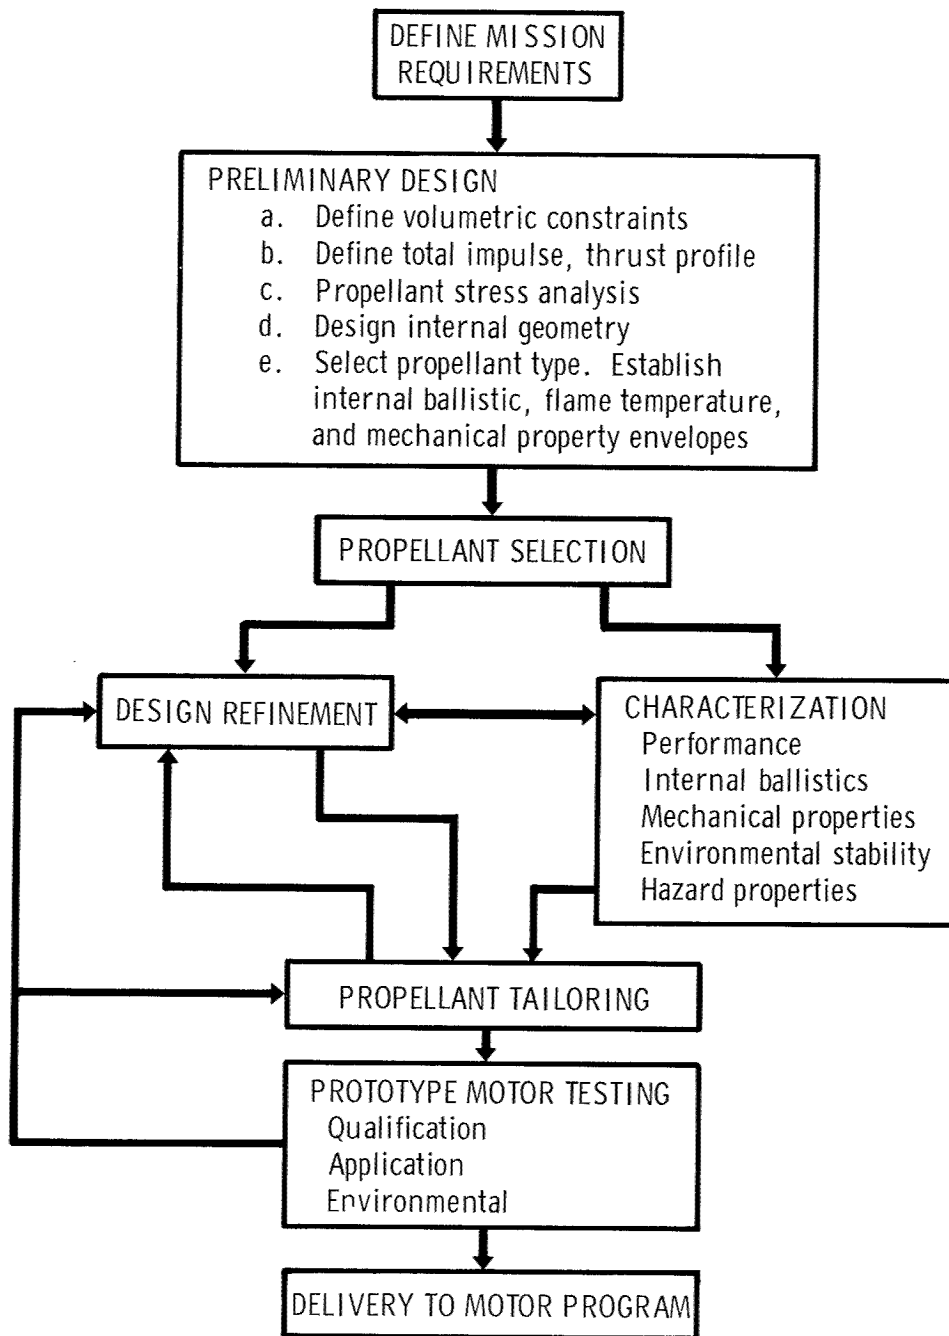 DEFINE MISSION
REQUIREMENTS
PRELIMINARY DESIGN
a. Define volumetric constraints
b. Define total impulse, thrust profile
c. Propellant stress analysis
d. Design internal geometry
e. Select propellant type. Establish
internal ballistic, flame temperature,
and mechanical property envelopes
PROPELLANT SELECTION
DESIGN REFINEMENT
CHARACTERIZATION
Performance
Internal ballistics
Mechanical properties
Environmental stability
Hazard properties
PROPELLANT TAILORING
PROTOTYPE MOTOR TESTING
Qualification
Application
Environmental
DELIVERY TO MOTOR PROGRAM